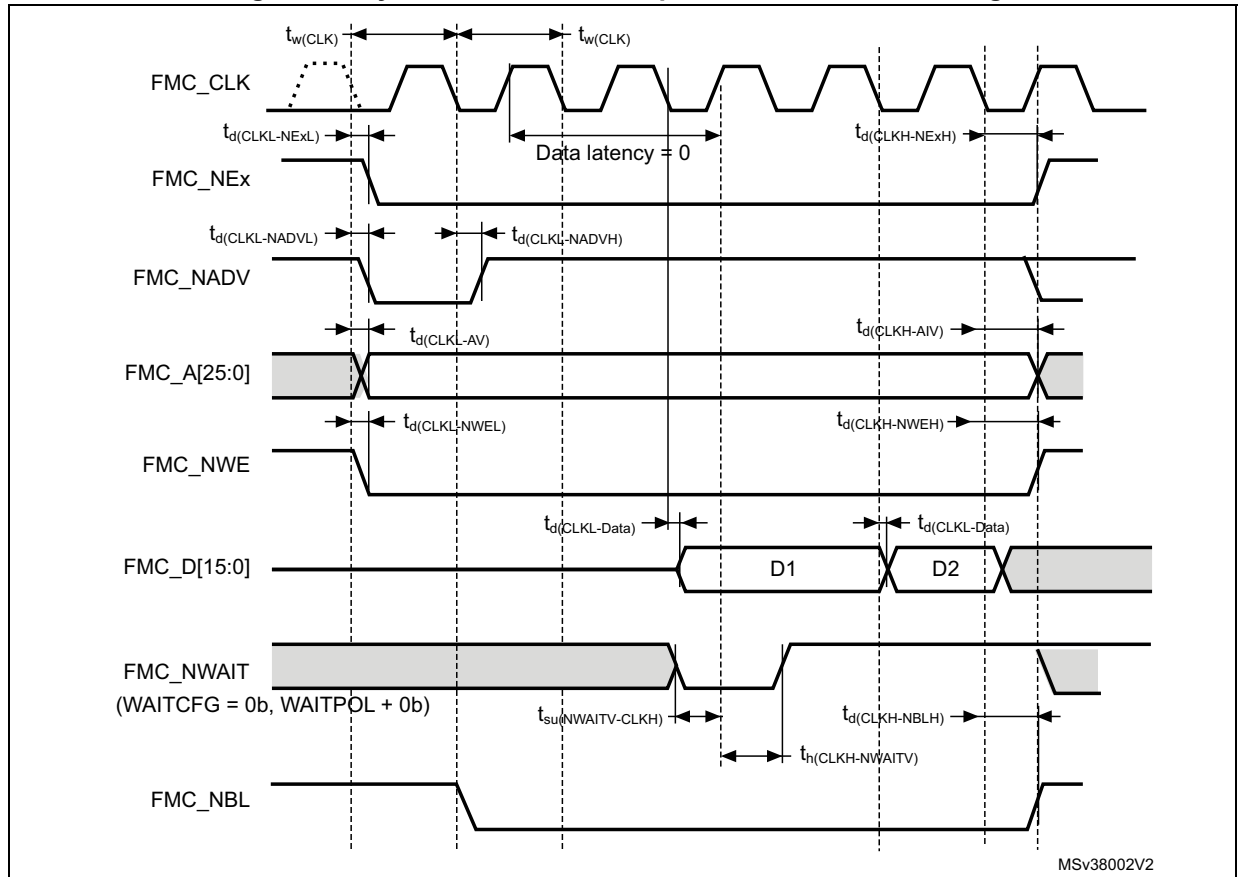 tw(CLK) tw(CLK)
FMC_CLK
td(CLKL-NExL) td(CLKH-NExH)
Data latency = 0
FMC_NEx
td(CLKL-NADVL) td(CLKL-NADVH)
FMC_NADV
td(CLKL-AV) td(CLKH-AIV)
FMC_A[25:0]
td(CLKL-NWEL) td(CLKH-NWEH)
FMC_NWE
td(CLKL-Data) td(CLKL-Data)
FMC_D[15:0] D1 D2
FMC_NWAIT
(WAITCFG = 0b, WAITPOL + 0b)
tsu(NWAITV-CLKH) td(CLKH-NBLH)
th(CLKH-NWAITV)
FMC_NBL
MSv38002V2